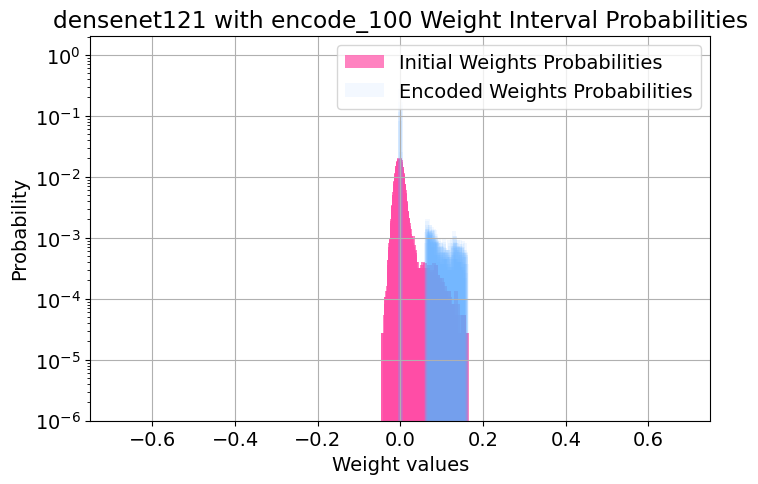 densenet121 with encode_100 Weight Interval Probabilities
Initial Weights Probabilities
Encoded Weights Probabilities
Probability
10⁰
10⁻¹
10⁻²
10⁻³
10⁻⁴
10⁻⁵
10⁻⁶
−0.6 −0.4 −0.2 0.0 0.2 0.4 0.6
Weight values